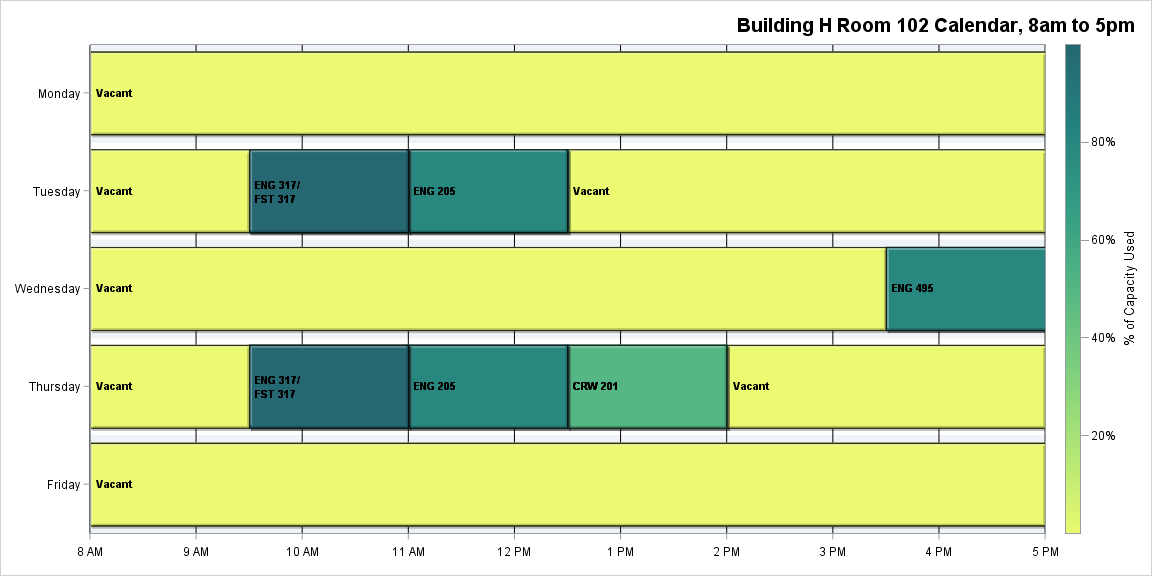 Building H Room 102 Calendar, 8am to 5pm
Monday
Vacant
Tuesday
Vacant
ENG 317/
FST 317
ENG 205
Vacant
Wednesday
Vacant
ENG 495
Thursday
Vacant
ENG 317/
FST 317
ENG 205
CRW 201
Vacant
Friday
Vacant
8 AM
9 AM
10 AM
11 AM
12 PM
1 PM
2 PM
3 PM
4 PM
5 PM
80%
60%
40%
20%
% of Capacity Used